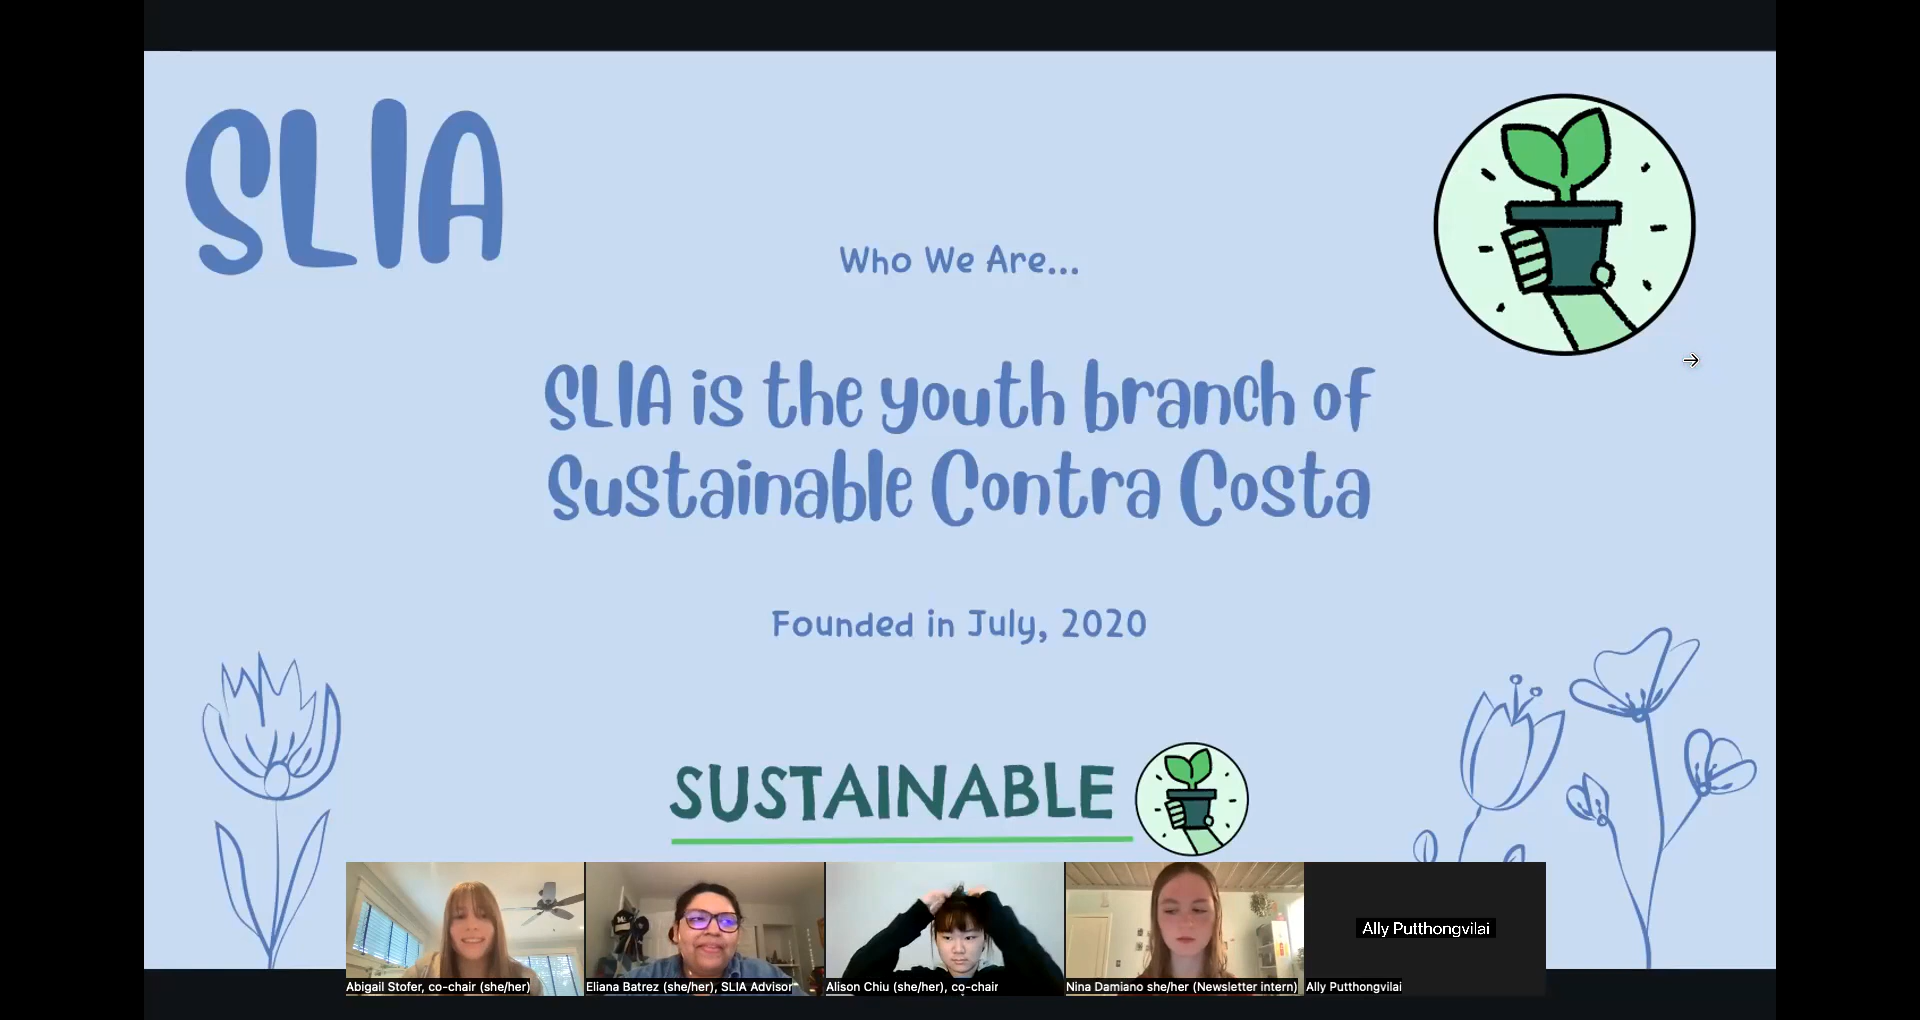 SLIA
Who We Are...
SLIA is the youth branch of
Sustainable Contra Costa
Founded in July, 2020
SUSTAINABLE
Ally Putthongvilai
Abigail Stofer, co-chair (she/her)
Eliana Batrez (she/her), SLIA Advisor
Alison Chiu (she/her), co-chair
Nina Damiano she/her (Newsletter intern)
Ally Putthongvilai